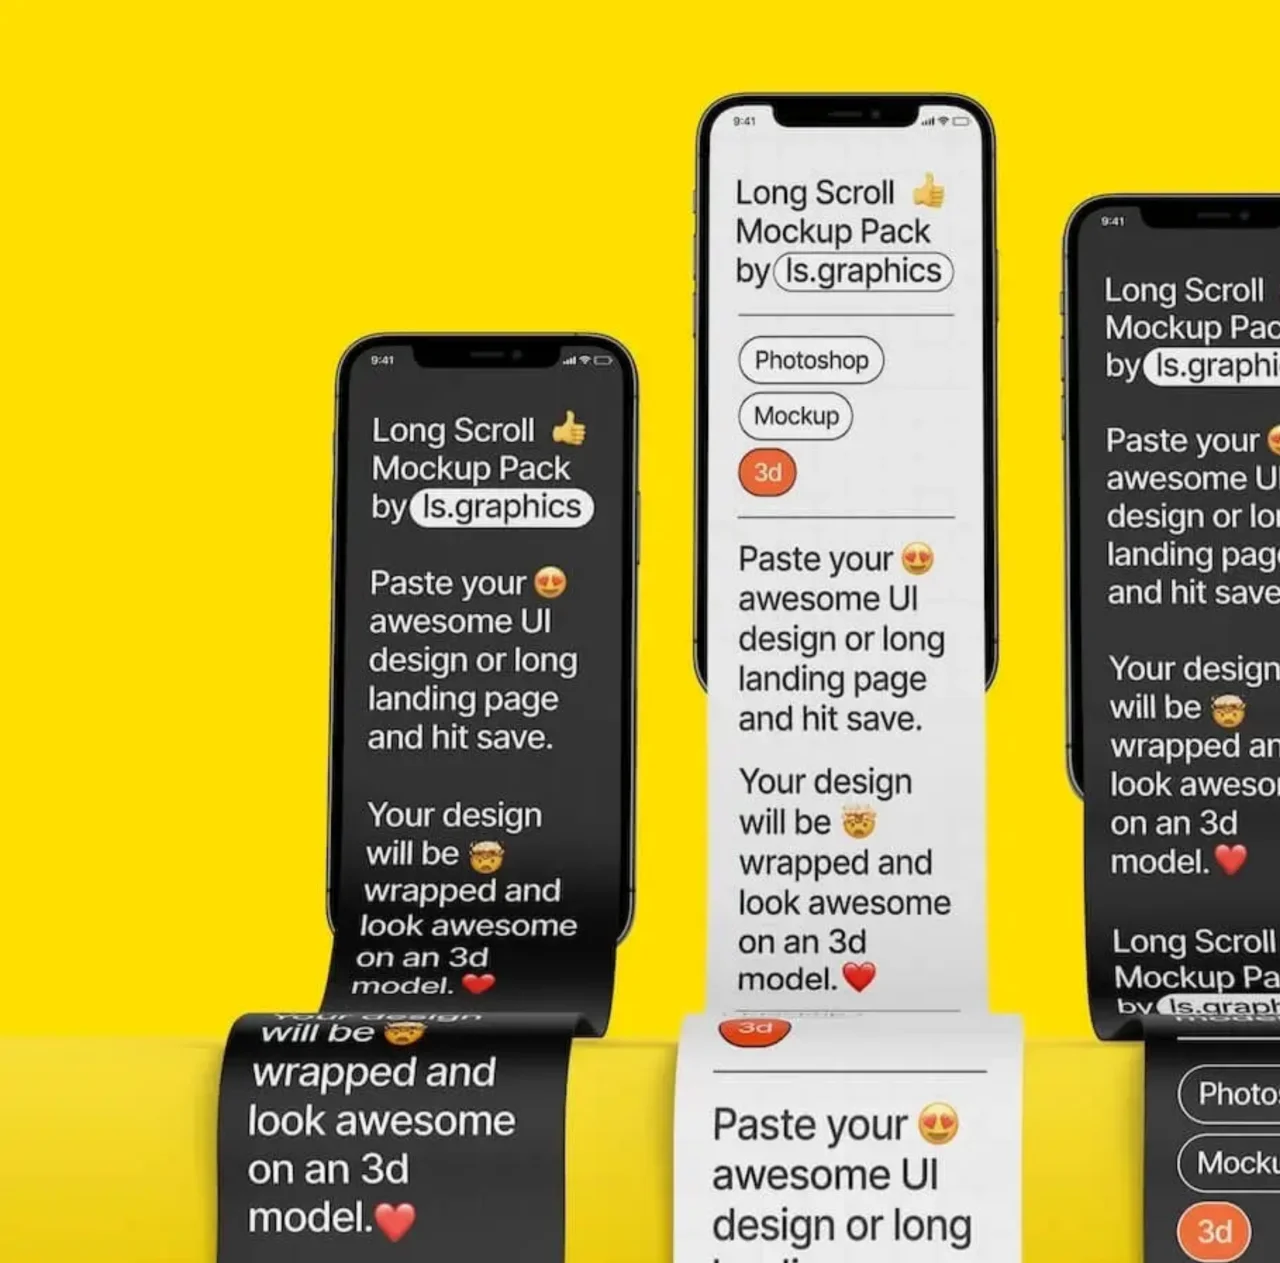 9:41
Long Scroll 👍
Mockup Pack
by ls.graphics
Paste your 😍
awesome UI
design or long
landing page
and hit save.
Your design
will be 🤯
wrapped and
look awesome
on an 3d
model.❤️
Your design
will be 🤯
wrapped and
look awesome
on an 3d
model.❤️
9:41
Long Scroll 👍
Mockup Pack
by ls.graphics
Photoshop
Mockup
3d
Paste your 😍
awesome UI
design or long
landing page
and hit save.
Your design
will be 🤯
wrapped and
look awesome
on an 3d
model.❤️
3d
Paste your 😍
awesome UI
design or long
9:41
Long Scroll
Mockup Pac
by ls.graphi
Paste your 😍
awesome UI
design or lon
landing page
and hit save
Your design
will be 🤯
wrapped an
look aweso
on an 3d
model.❤️
Long Scroll
Mockup Pa
by ls.graph
Photos
Mocku
3d